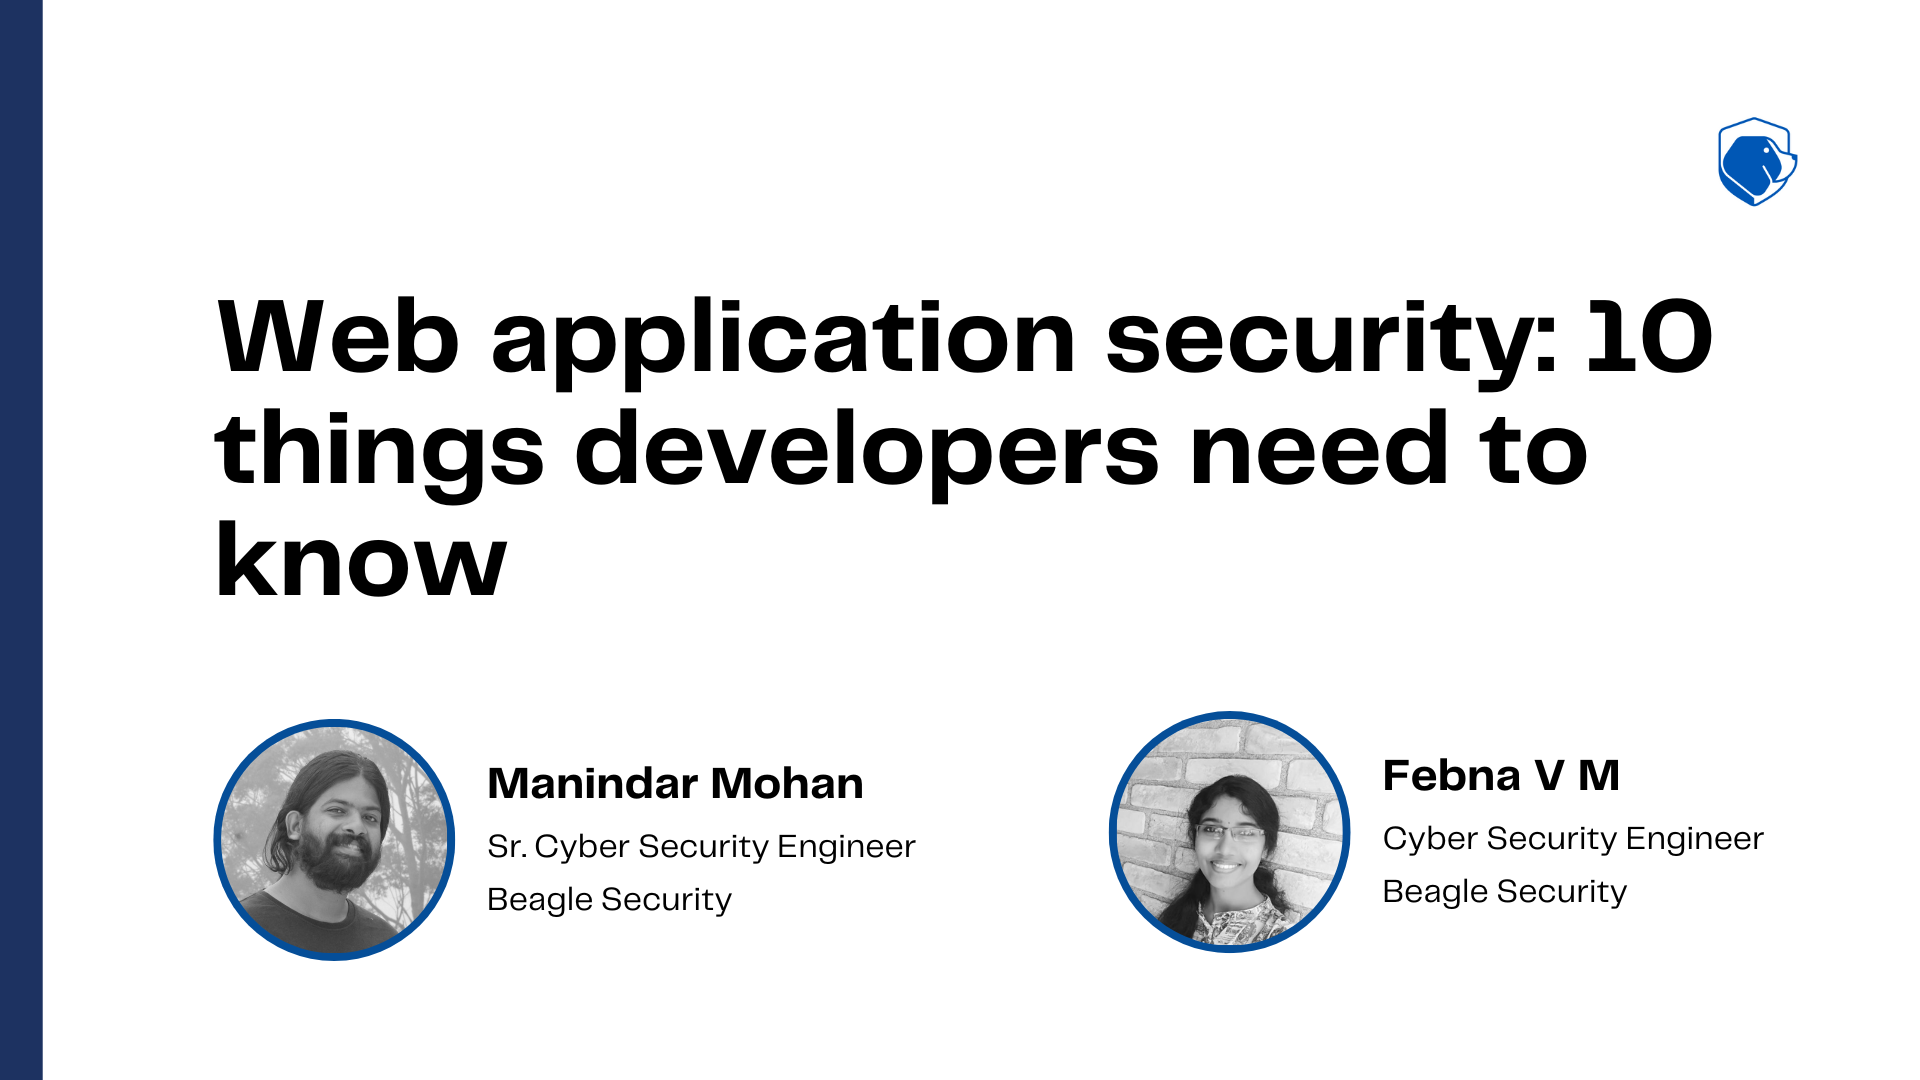 Web application security: 10
things developers need to
know
Manindar Mohan
Sr. Cyber Security Engineer
Beagle Security
Febna V M
Cyber Security Engineer
Beagle Security